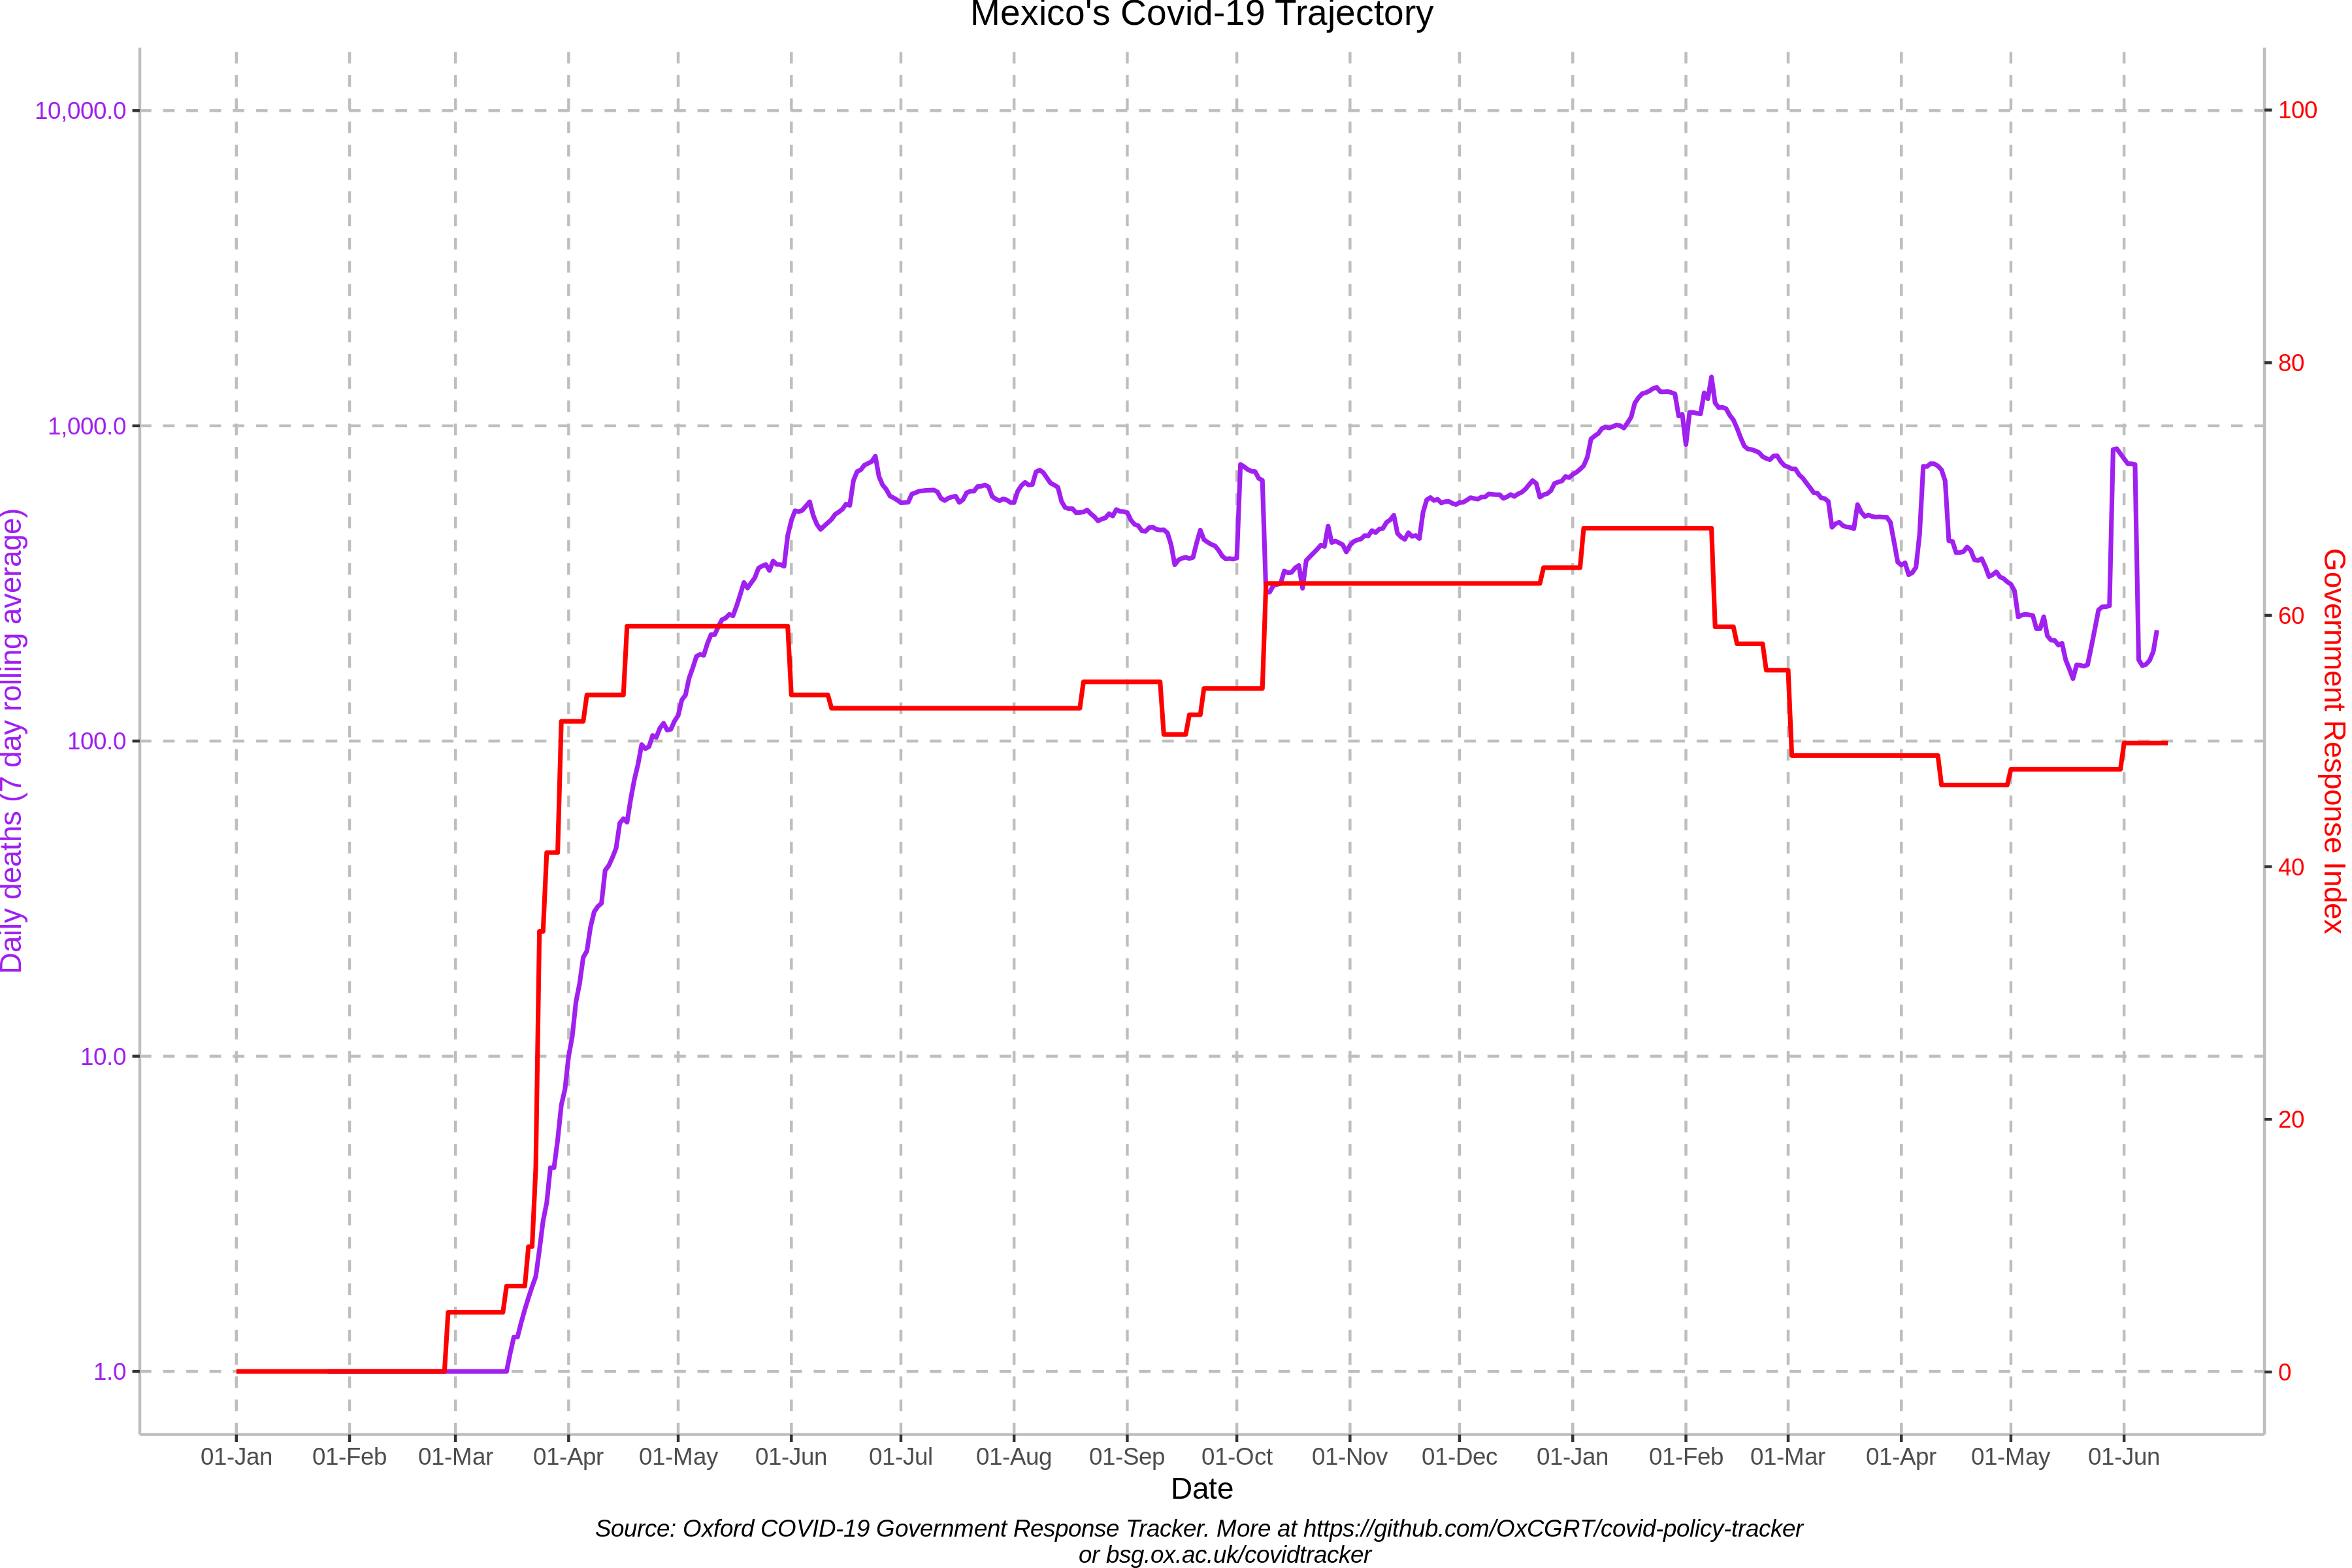 Mexico's Covid-19 Trajectory
10,000.0
1,000.0
100.0
10.0
1.0
Daily deaths (7 day rolling average)
100
80
60
40
20
0
Government Response Index
01-Jan 01-Feb 01-Mar 01-Apr 01-May 01-Jun 01-Jul 01-Aug 01-Sep 01-Oct 01-Nov 01-Dec 01-Jan 01-Feb 01-Mar 01-Apr 01-May 01-Jun
Date
Source: Oxford COVID-19 Government Response Tracker. More at https://github.com/OxCGRT/covid-policy-tracker
or bsg.ox.ac.uk/covidtracker